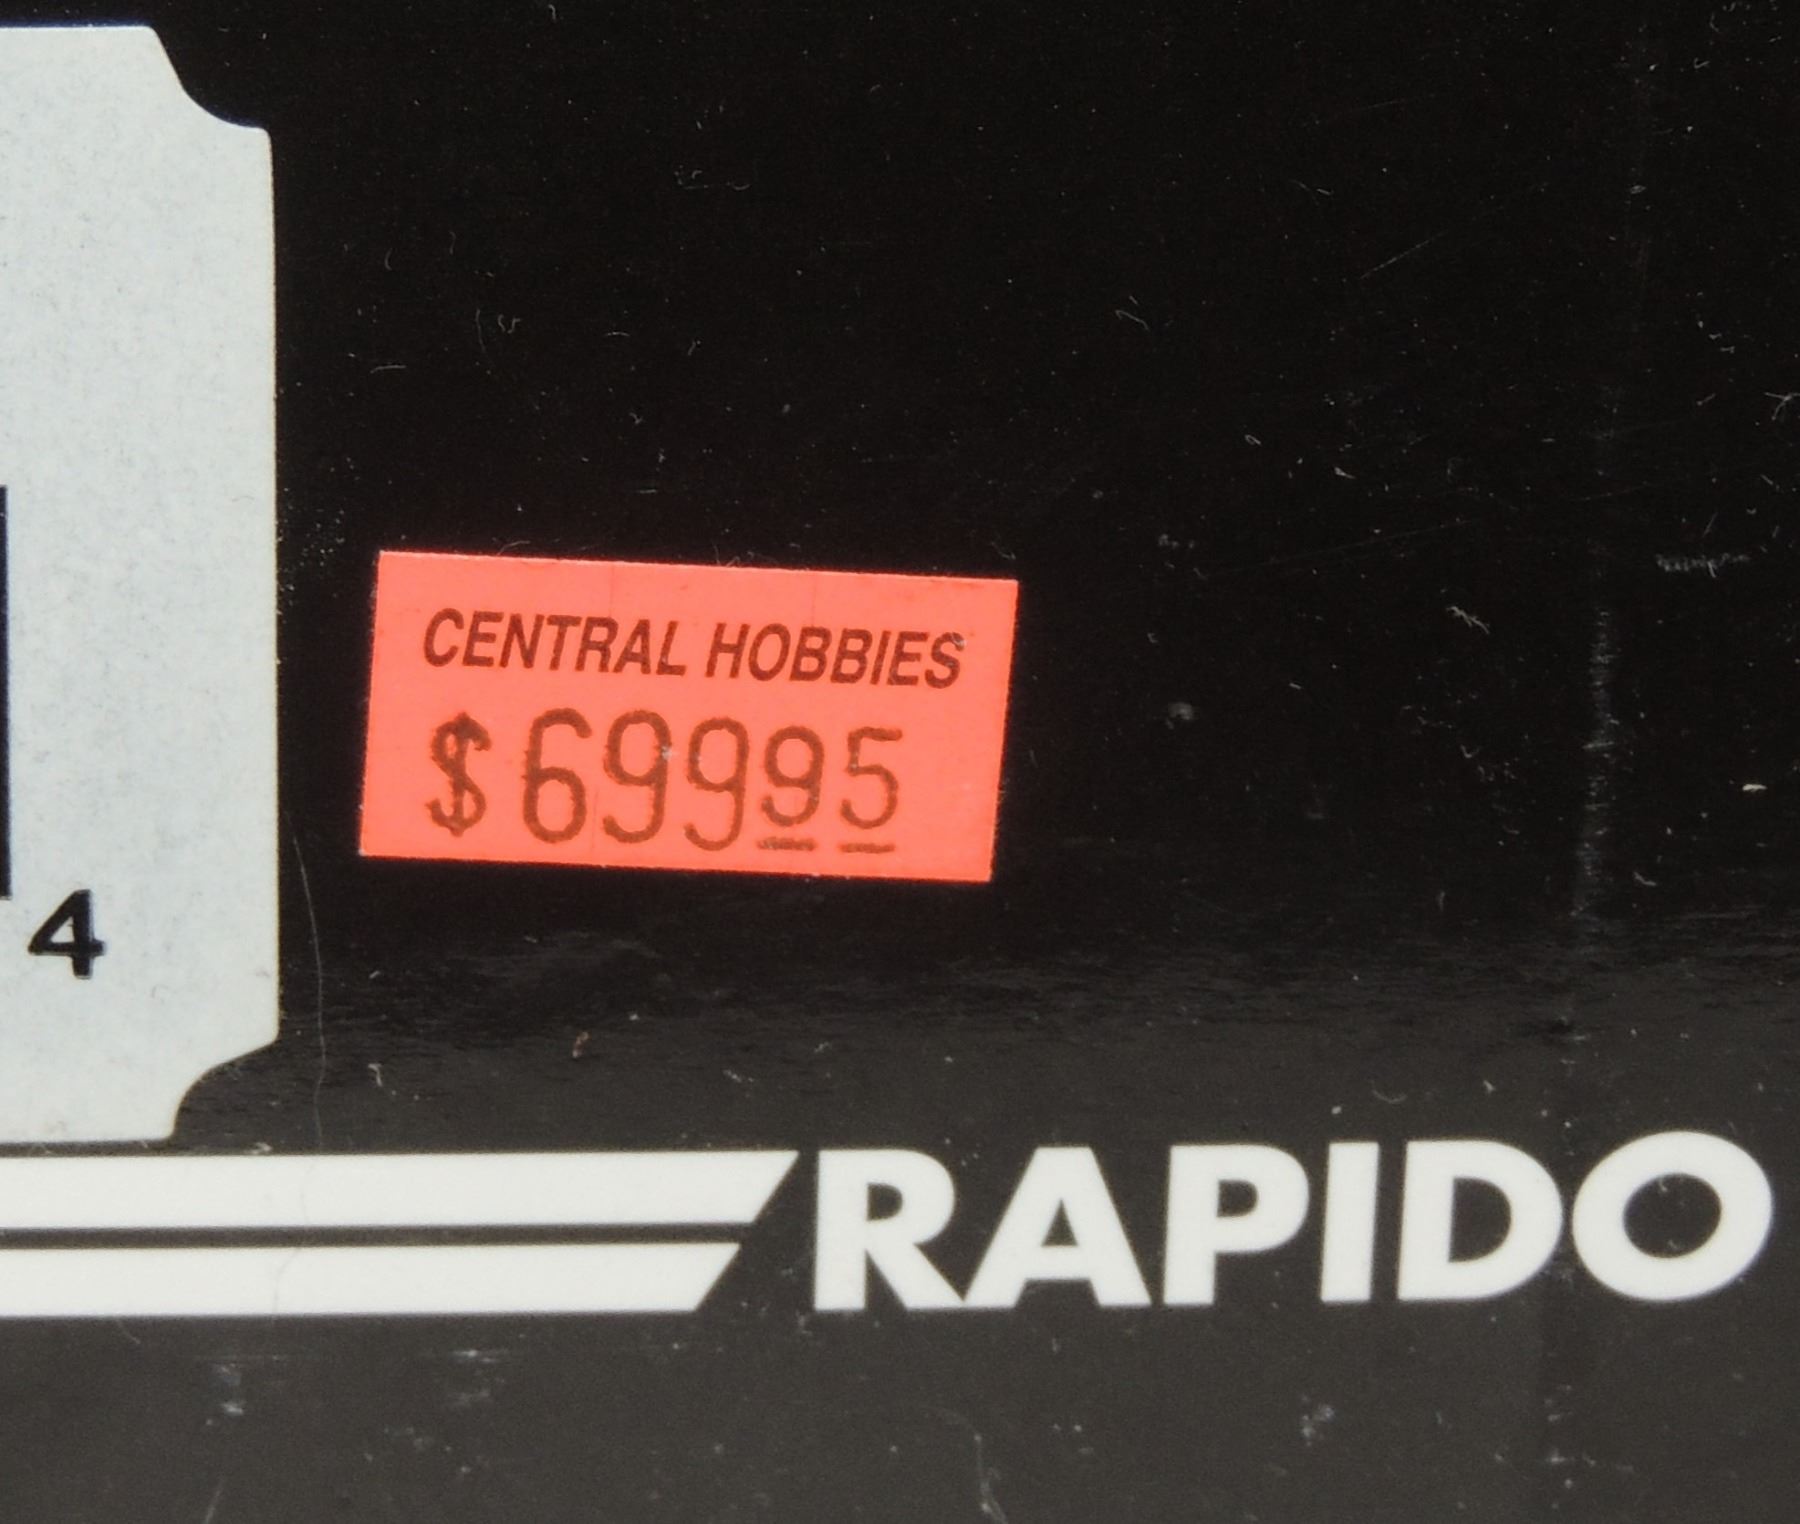 CENTRAL HOBBIES
$69995
4
RAPIDO